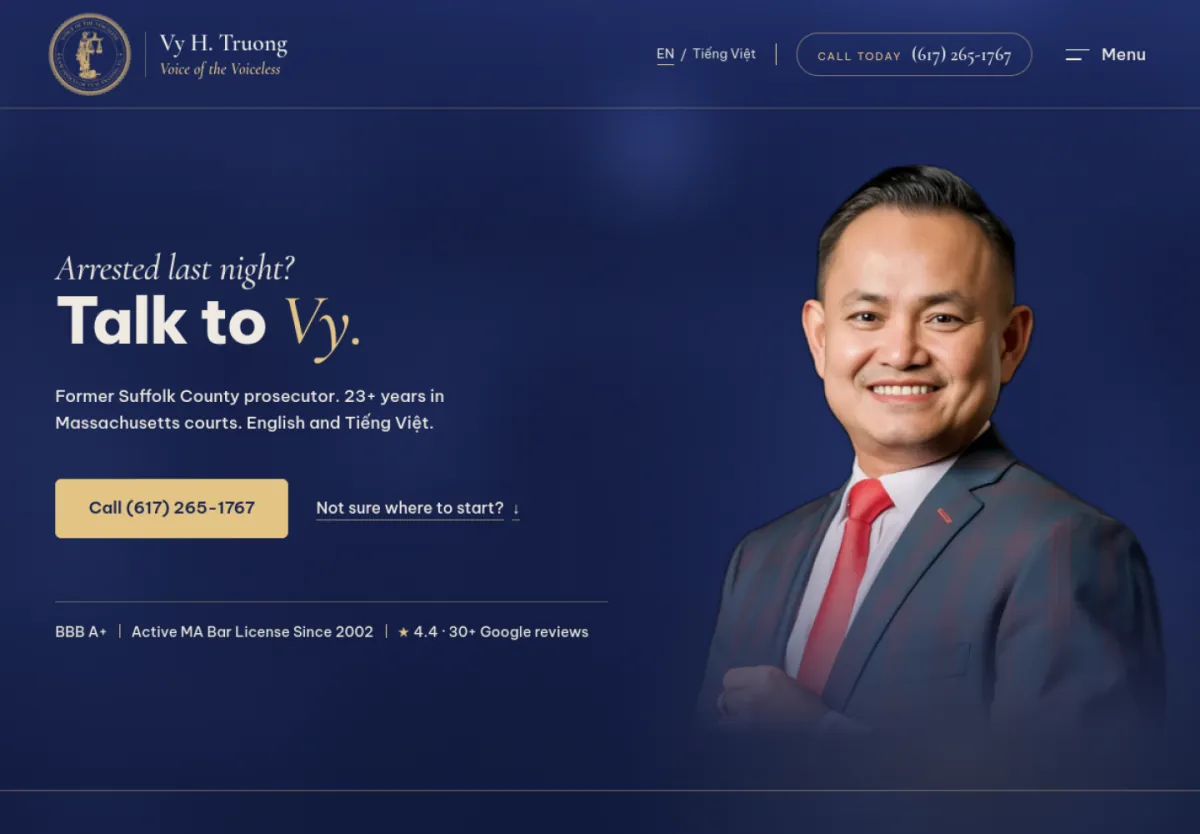 Vy H. Truong
Voice of the Voiceless
EN / Tiếng Việt
CALL TODAY (617) 265-1767
Menu
Arrested last night?
Talk to Vy.
Former Suffolk County prosecutor. 23+ years in
Massachusetts courts. English and Tiếng Việt.
Call (617) 265-1767
Not sure where to start? ↓
BBB A+ | Active MA Bar License Since 2002 | ★ 4.4 · 30+ Google reviews